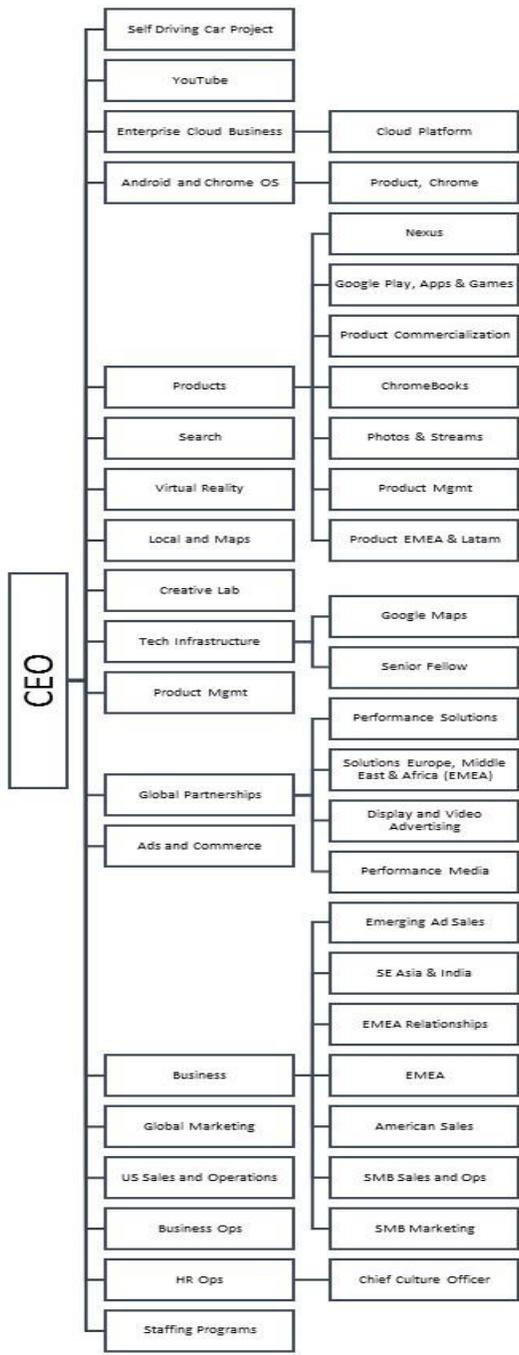 CEO
Self Driving Car Project
YouTube
Enterprise Cloud Business
Cloud Platform
Android and Chrome OS
Product, Chrome
Products
Nexus
Google Play, Apps & Games
Product Commercialization
ChromeBooks
Photos & Streams
Product Mgmt
Product EMEA & Latam
Search
Virtual Reality
Local and Maps
Creative Lab
Tech Infrastructure
Google Maps
Senior Fellow
Product Mgmt
Global Partnerships
Performance Solutions
Solutions Europe, Middle
East & Africa (EMEA)
Display and Video
Advertising
Performance Media
Ads and Commerce
Business
Emerging Ad Sales
SE Asia & India
EMEA Relationships
EMEA
American Sales
SMB Sales and Ops
SMB Marketing
Global Marketing
US Sales and Operations
Business Ops
HR Ops
Chief Culture Officer
Staffing Programs